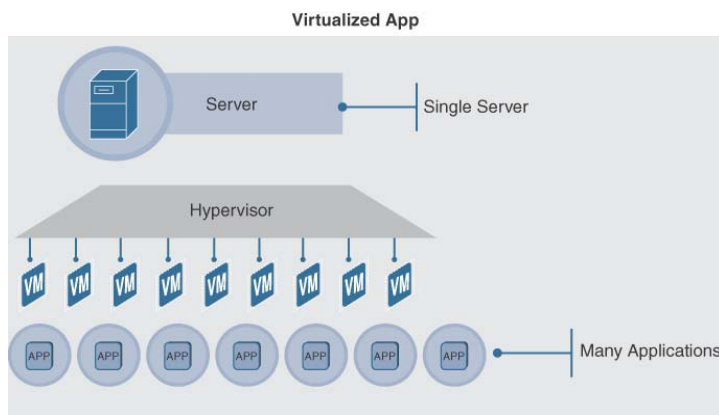 Virtualized App
Server
Single Server
Hypervisor
VM VM VM VM VM VM VM VM VM
APP APP APP APP APP APP APP
Many Applications